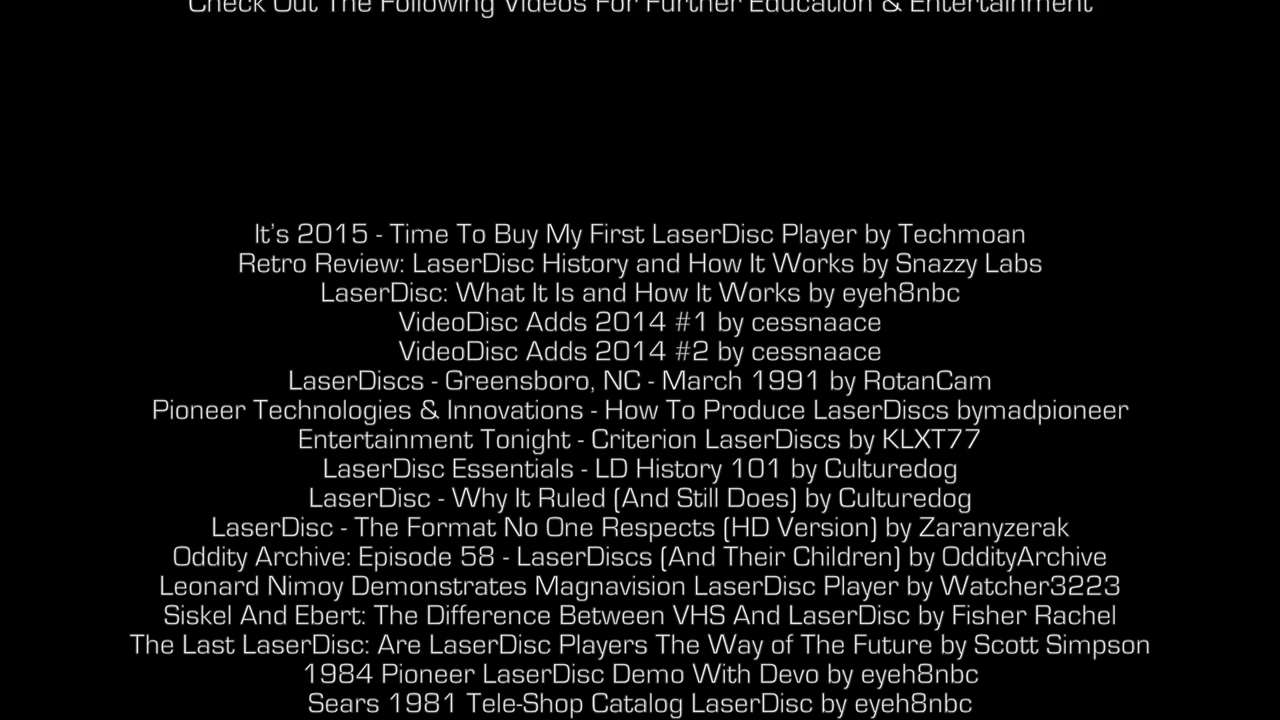 Check Out The Following Videos For Further Education & Entertainment
It's 2015 - Time To Buy My First LaserDisc Player by Techmoan
Retro Review: LaserDisc History and How It Works by Snazzy Labs
LaserDisc: What It Is and How It Works by eyeh8nbc
VideoDisc Adds 2014 #1 by cessnaace
VideoDisc Adds 2014 #2 by cessnaace
LaserDiscs - Greensboro, NC - March 1991 by RotanCam
Pioneer Technologies & Innovations - How To Produce LaserDiscs bymadpioneer
Entertainment Tonight - Criterion LaserDiscs by KLXT77
LaserDisc Essentials - LD History 101 by Culturedog
LaserDisc - Why It Ruled (And Still Does) by Culturedog
LaserDisc - The Format No One Respects (HD Version) by Zaranyzerak
Oddity Archive: Episode 58 - LaserDiscs (And Their Children) by OddityArchive
Leonard Nimoy Demonstrates Magnavision LaserDisc Player by Watcher3223
Siskel And Ebert: The Difference Between VHS And LaserDisc by Fisher Rachel
The Last LaserDisc: Are LaserDisc Players The Way of The Future by Scott Simpson
1984 Pioneer LaserDisc Demo With Devo by eyeh8nbc
Sears 1981 Tele-Shop Catalog LaserDisc by eyeh8nbc